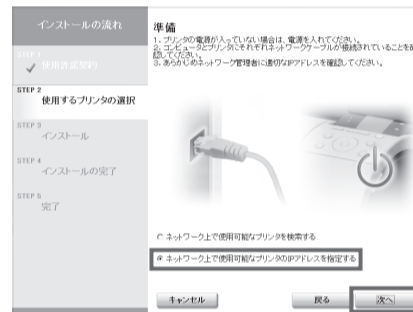 インストールの流れ
STEP 1
使用許諾契約
STEP 2
使用するプリンタの選択
STEP 3
インストール
STEP 4
インストールの完了
STEP 5
完了
準備
1. プリンタの電源が入っていない場合は、電源を入れてください。
2. コンピュータとプリンタにそれぞれネットワークケーブルが接続されていることを確
認してください。
3. あらかじめネットワーク管理者に適切なIPアドレスを確認してください。
ネットワーク上で使用可能なプリンタを検索する
ネットワーク上で使用可能なプリンタのIPアドレスを指定する
キャンセル
戻る
次へ